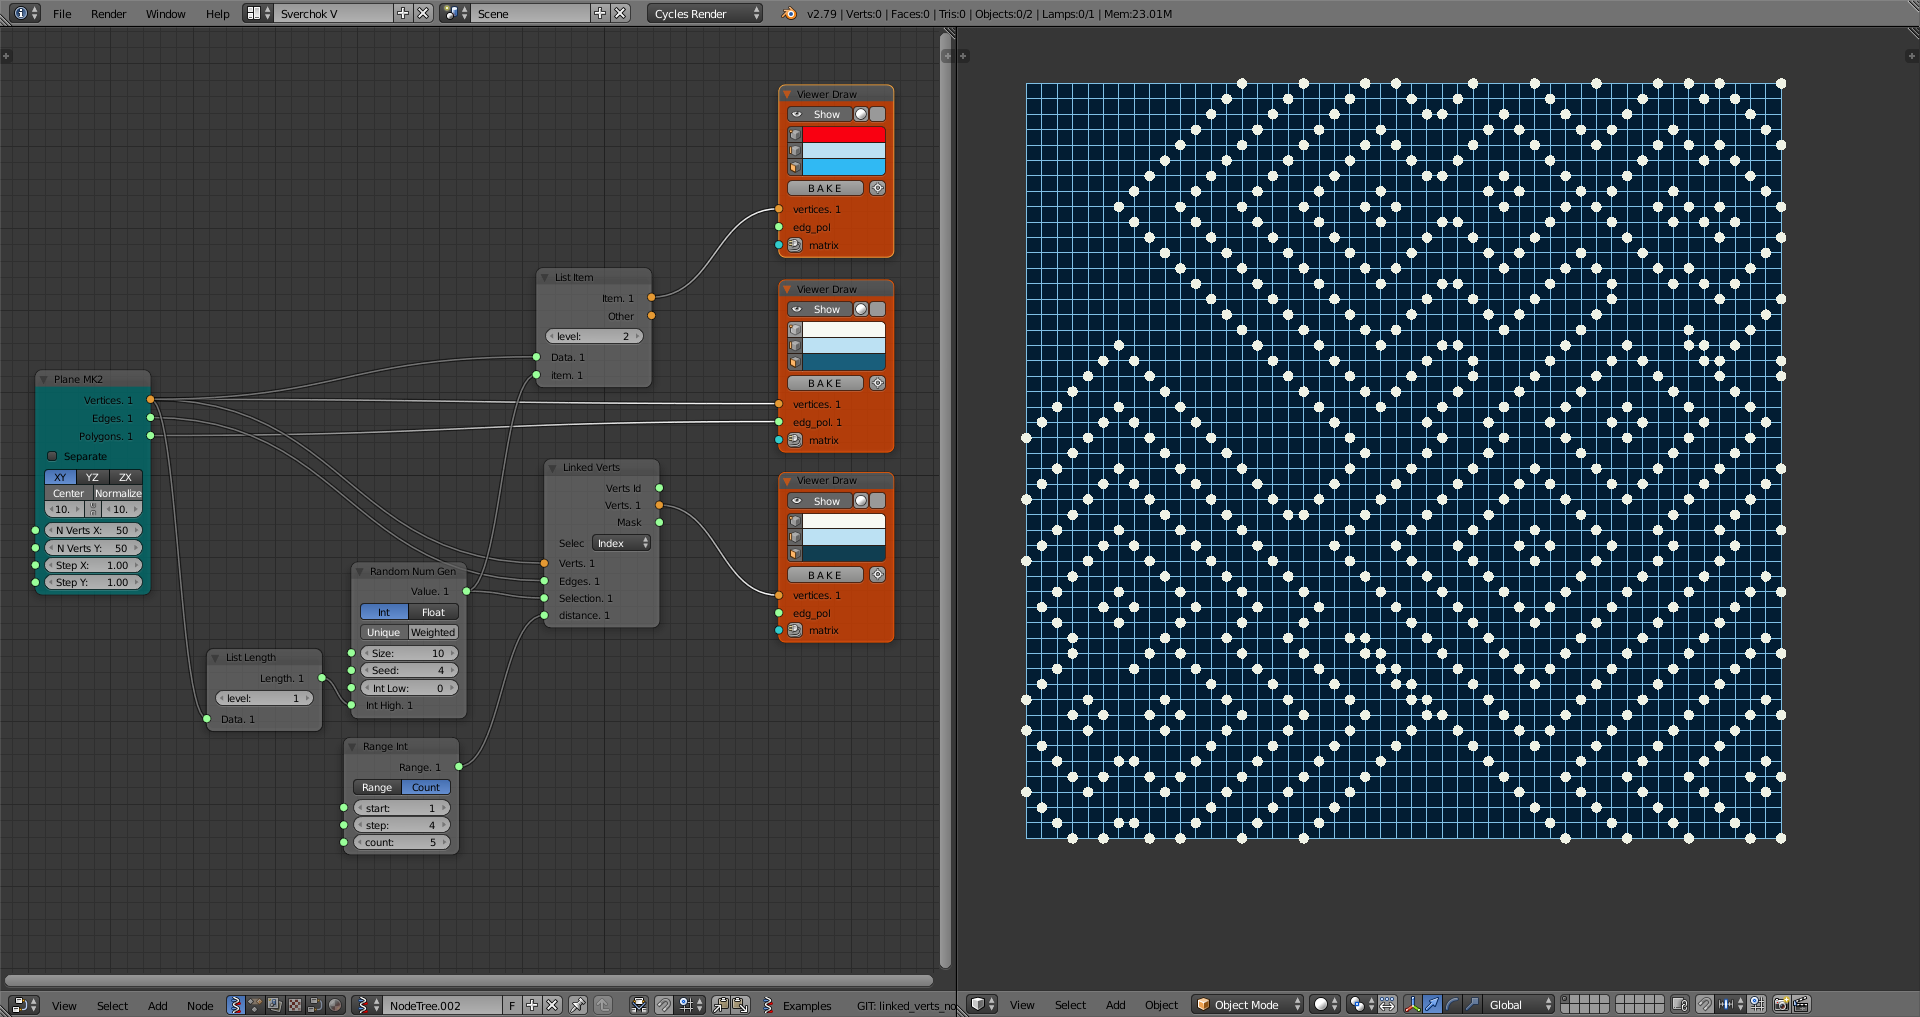 File Render Window Help Sverchok V Scene Cycles Render v2.79 | Verts:0 | Faces:0 | Tris:0 | Objects:0/2 | Lamps:0/1 | Mem:23.01M
Viewer Draw
Show
BAKE
vertices. 1
edg_pol
matrix
List Item
Item. 1
Other
level: 2
Data. 1
item. 1
Viewer Draw
Show
BAKE
vertices. 1
edg_pol. 1
matrix
Plane MK2
Vertices. 1
Edges. 1
Polygons. 1
Separate
XY YZ ZX
Center Normalize
10. 10.
N Verts X: 50
N Verts Y: 50
Step X: 1.00
Step Y: 1.00
Linked Verts
Verts Id
Verts. 1
Mask
Selec Index
Verts. 1
Edges. 1
Selection. 1
distance. 1
Viewer Draw
Show
BAKE
vertices. 1
edg_pol
matrix
Random Num Gen
Value. 1
Int Float
Unique Weighted
Size: 10
Seed: 4
Int Low: 0
Int High. 1
List Length
Length. 1
level: 1
Data. 1
Range Int
Range. 1
Range Count
start: 1
step: 4
count: 5
View Select Add Node NodeTree.002 F Examples GIT: linked_verts_no
View Select Add Object Object Mode Global